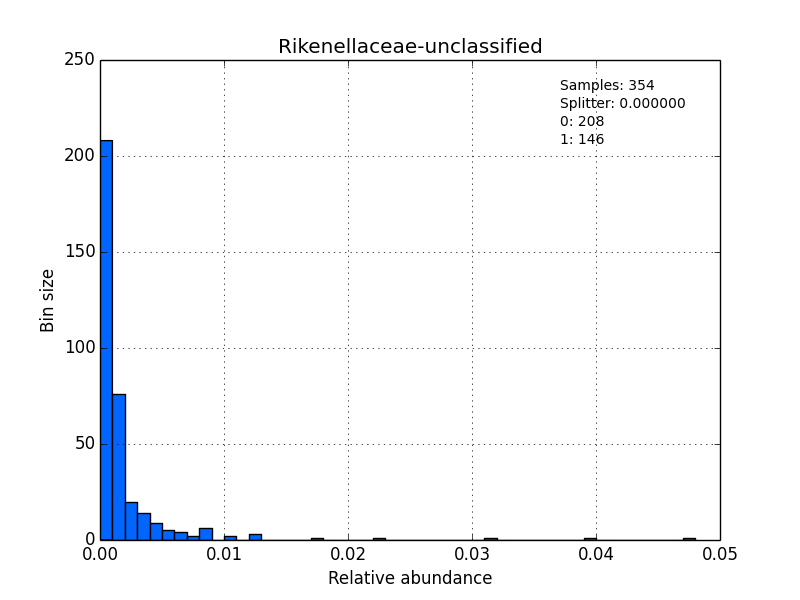 Rikenellaceae-unclassified
Samples: 354
Splitter: 0.000000
0: 208
1: 146
250
200
150
100
50
0
Bin size
0.00 0.01 0.02 0.03 0.04 0.05
Relative abundance